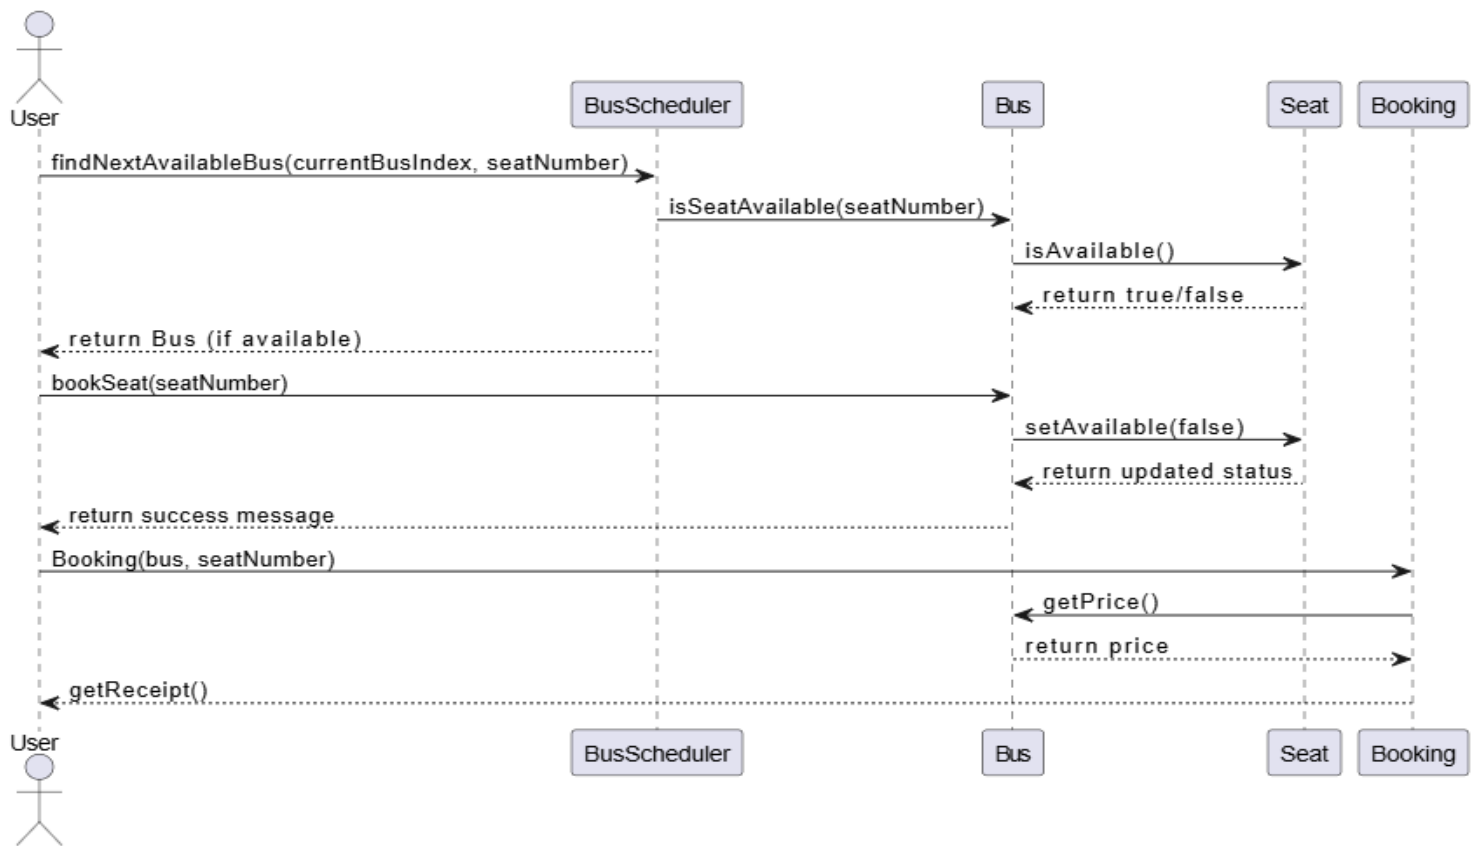 User
BusScheduler
Bus
Seat
Booking
findNextAvailableBus(currentBusIndex, seatNumber)
isSeatAvailable(seatNumber)
isAvailable()
return true/false
return Bus (if available)
bookSeat(seatNumber)
setAvailable(false)
return updated status
return success message
Booking(bus, seatNumber)
getPrice()
return price
getReceipt()
User
BusScheduler
Bus
Seat
Booking